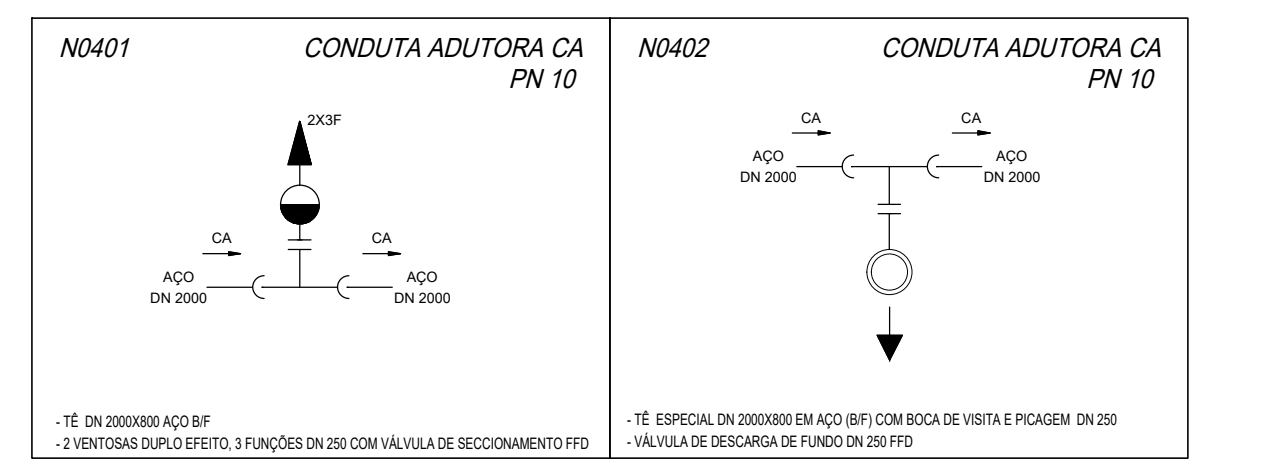 N0401
CONDUTA ADUTORA CA
PN 10
2X3F
CA
CA
AÇO
DN 2000
AÇO
DN 2000
- TÊ DN 2000X800 AÇO B/F
- 2 VENTOSAS DUPLO EFEITO, 3 FUNÇÕES DN 250 COM VÁLVULA DE SECCIONAMENTO FFD
N0402
CONDUTA ADUTORA CA
PN 10
CA
CA
AÇO
DN 2000
AÇO
DN 2000
- TÊ ESPECIAL DN 2000X800 EM AÇO (B/F) COM BOCA DE VISITA E PICAGEM DN 250
- VÁLVULA DE DESCARGA DE FUNDO DN 250 FFD